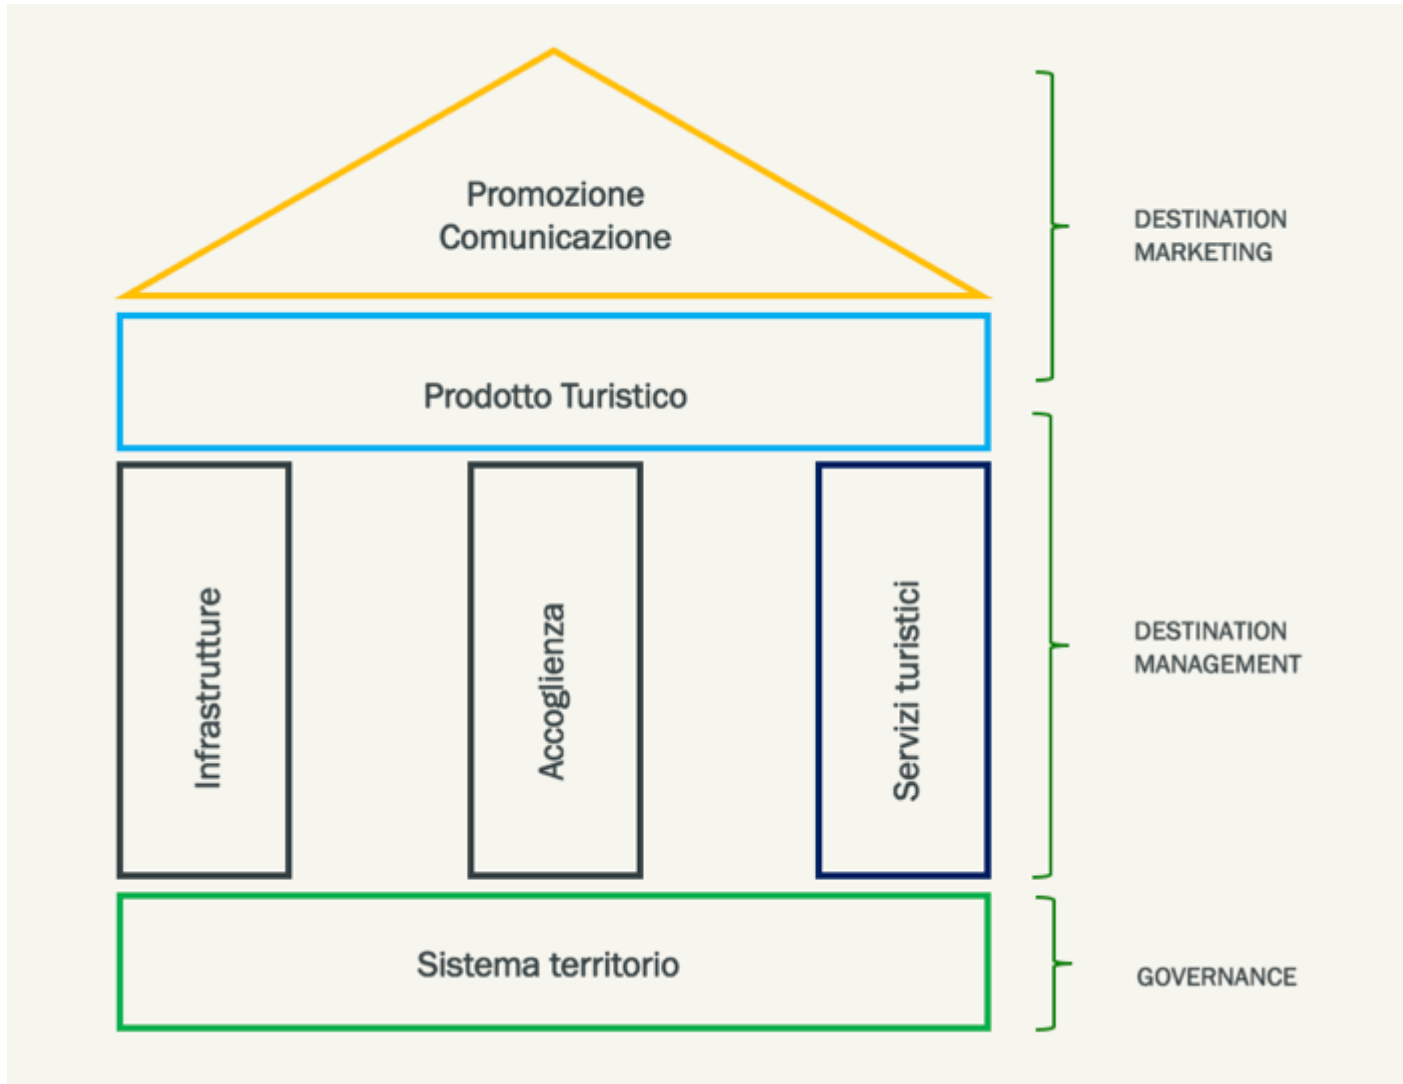 Promozione
Comunicazione
DESTINATION
MARKETING
Prodotto Turistico
Infrastrutture
Accoglienza
Servizi turistici
DESTINATION
MANAGEMENT
Sistema territorio
GOVERNANCE